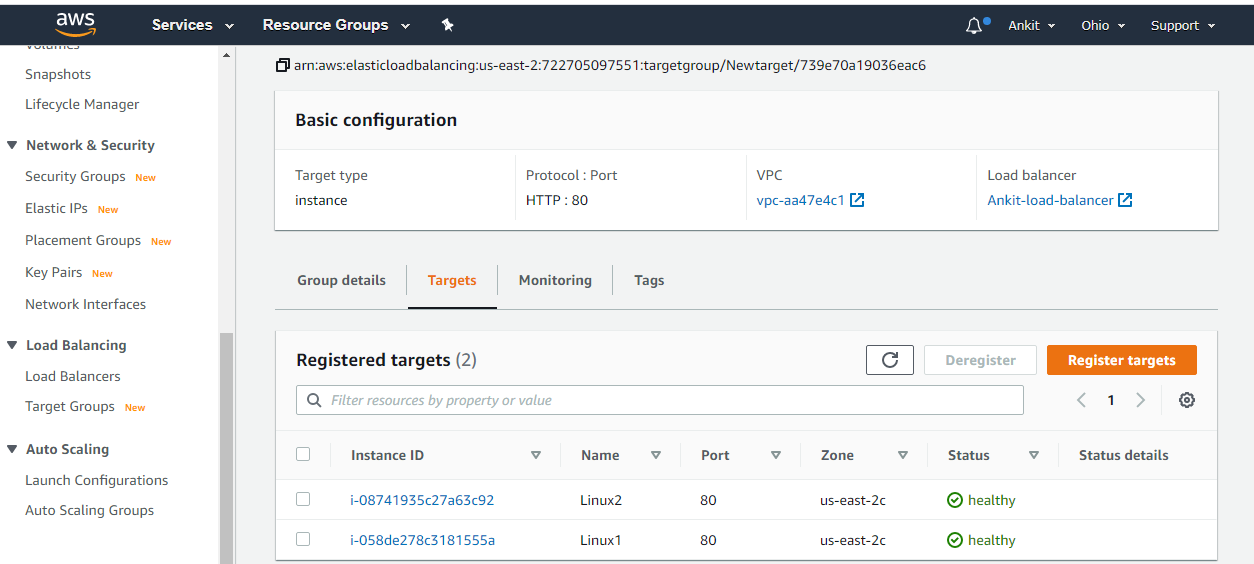 aws Services Resource Groups Ankit Ohio Support
Volumes
Snapshots
Lifecycle Manager
Network & Security
Security Groups New
Elastic IPs New
Placement Groups New
Key Pairs New
Network Interfaces
Load Balancing
Load Balancers
Target Groups New
Auto Scaling
Launch Configurations
Auto Scaling Groups
arn:aws:elasticloadbalancing:us-east-2:722705097551:targetgroup/Newtarget/739e70a19036eac6
Basic configuration
Target type Protocol : Port VPC Load balancer
instance HTTP : 80 vpc-aa47e4c1 Ankit-load-balancer
Group details Targets Monitoring Tags
Registered targets (2) Deregister Register targets
Filter resources by property or value 1
Instance ID Name Port Zone Status Status details
i-08741935c27a63c92 Linux2 80 us-east-2c healthy
i-058de278c3181555a Linux1 80 us-east-2c healthy